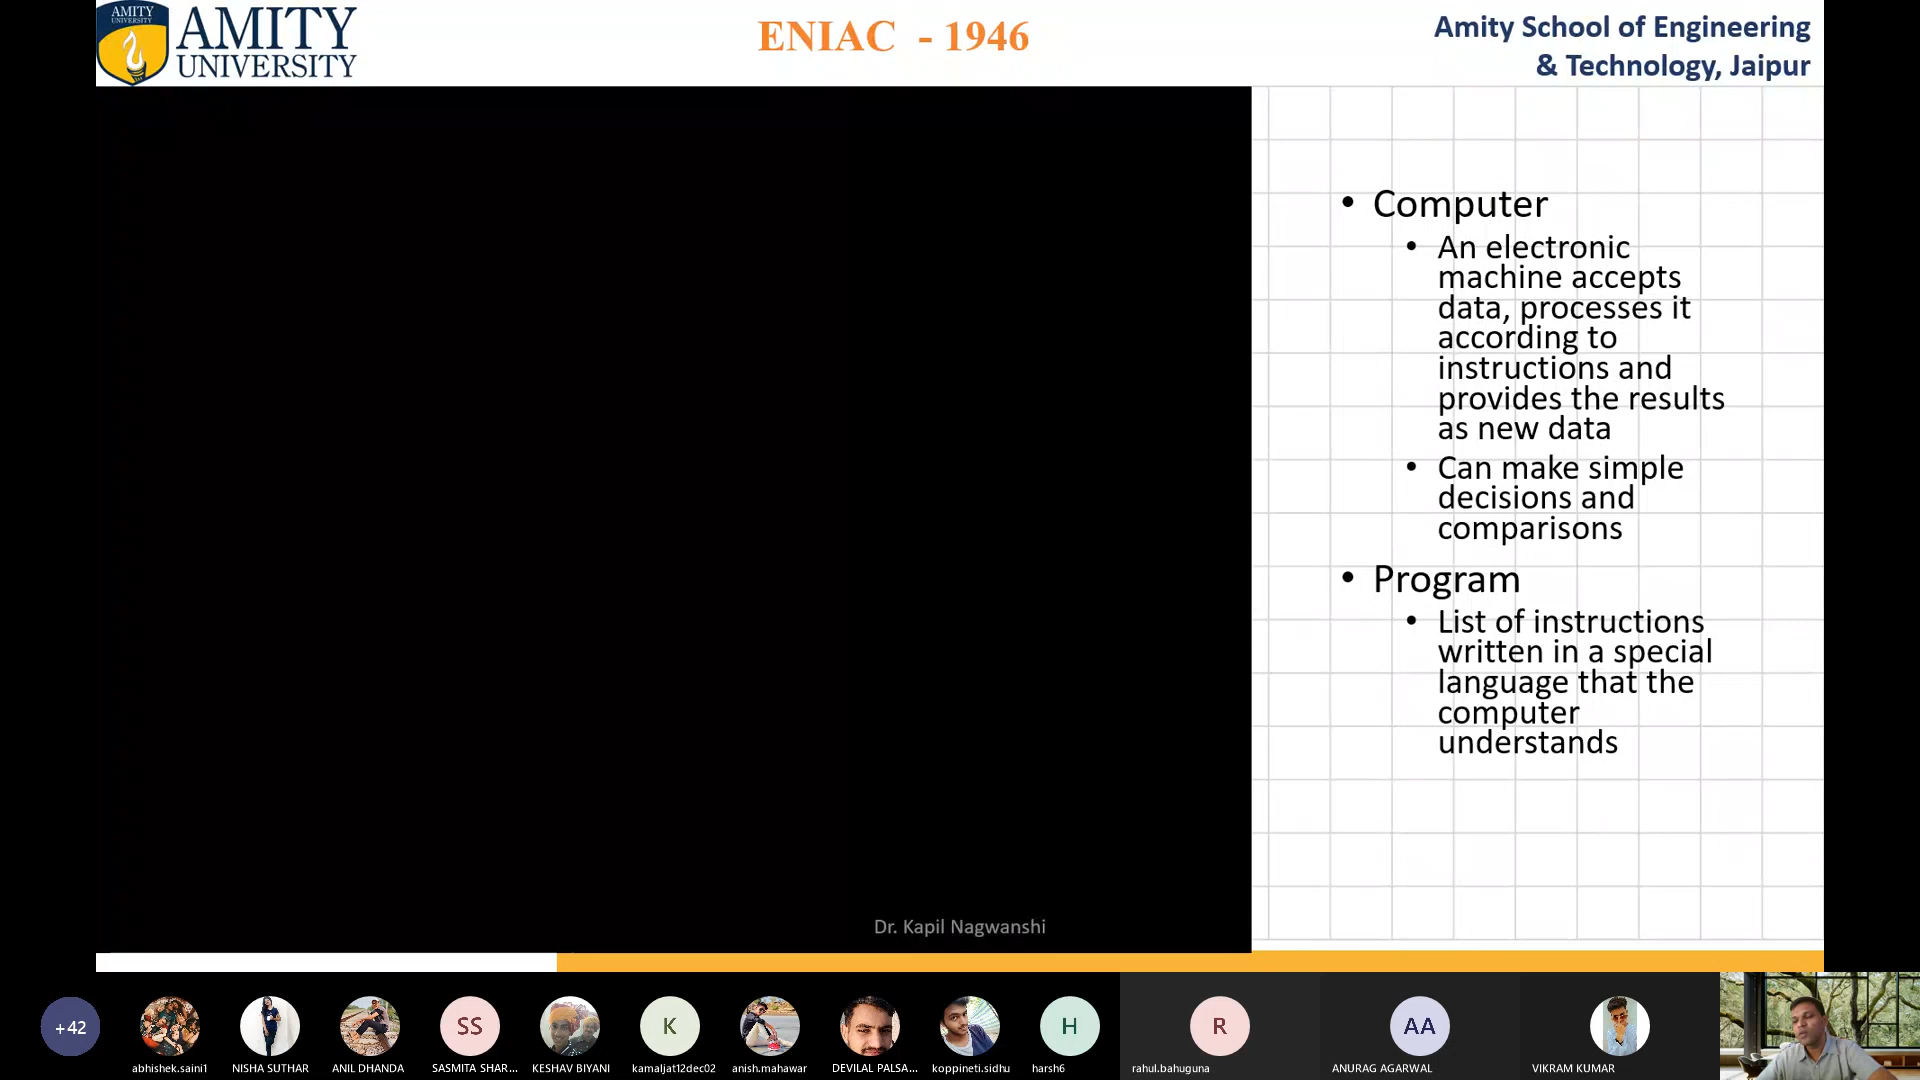 AMITY
UNIVERSITY
AMITY
UNIVERSITY
ENIAC - 1946
Amity School of Engineering
& Technology, Jaipur
• Computer
• An electronic
machine accepts
data, processes it
according to
instructions and
provides the results
as new data
• Can make simple
decisions and
comparisons
• Program
• List of instructions
written in a special
language that the
computer
understands
Dr. Kapil Nagwanshi
+42
SS
K
H
R
AA
abhishek.saini1
NISHA SUTHAR
ANIL DHANDA
SASMITA SHAR...
KESHAV BIYANI
kamaljat12dec02
anish.mahawar
DEVILAL PALSA...
koppineti.sidhu
harsh6
rahul.bahuguna
ANURAG AGARWAL
VIKRAM KUMAR